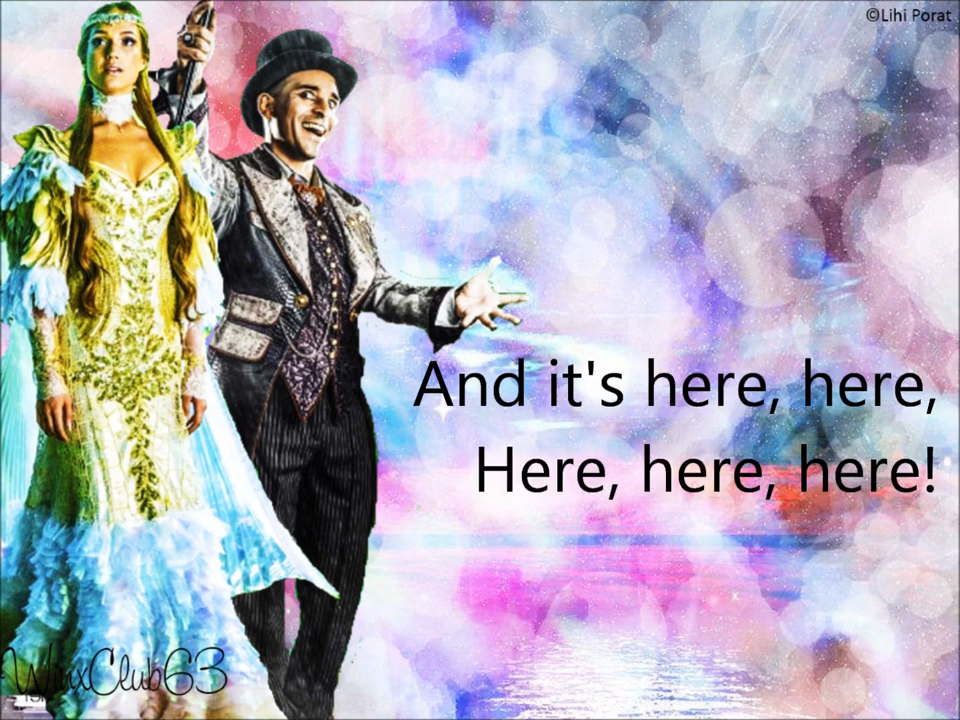 ©Lihi Porat
And it's here, here,
Here, here, here!
WinxClub63